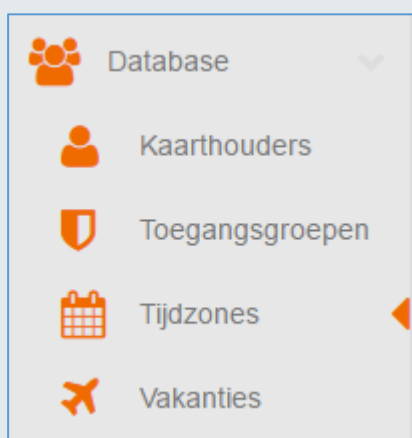 Database
Kaarthouders
Toegangsgroepen
Tijdzones
Vakanties